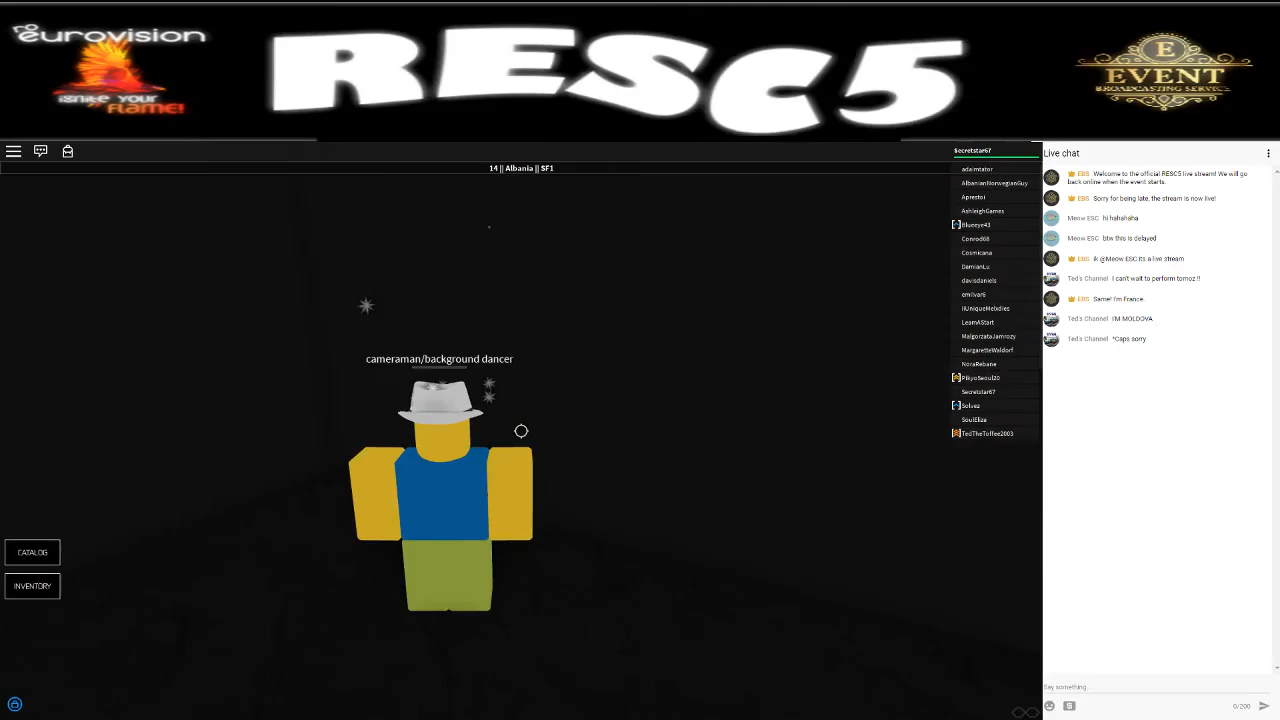 ro
eurovision
ignite your
flame!
RESC5
E
EVENT
BROADCASTING SERVICE
14 || Albania || SF1
cameraman/background dancer
CATALOG
INVENTORY
Secretstar67
adaimtator
AlbanianNorwegianGuy
Aprestoi
AshleighGames
Blueeye43
Conrod68
Cosmicana
DamianLu
davisdaniels
emilvar6
iiUniqueMelxdies
LearnAStart
MalgorzataJamrozy
MargaretteWaldorf
NoraRebane
PikyoSeoul20
Secretstar67
Soluez
SoulEliza
TedTheToffee2003
Live chat
EBS Welcome to the official RESC5 live stream! We will go
back online when the event starts.
EBS Sorry for being late, the stream is now live!
Meow ESC hi hahahaha
Meow ESC btw this is delayed
EBS ik @Meow ESC its a live stream
Ted's Channel I can't wait to perform tomoz !!
EBS Same! I'm France.
Ted's Channel I'M MOLDOVA
Ted's Channel *Caps sorry
Say something...
0/200